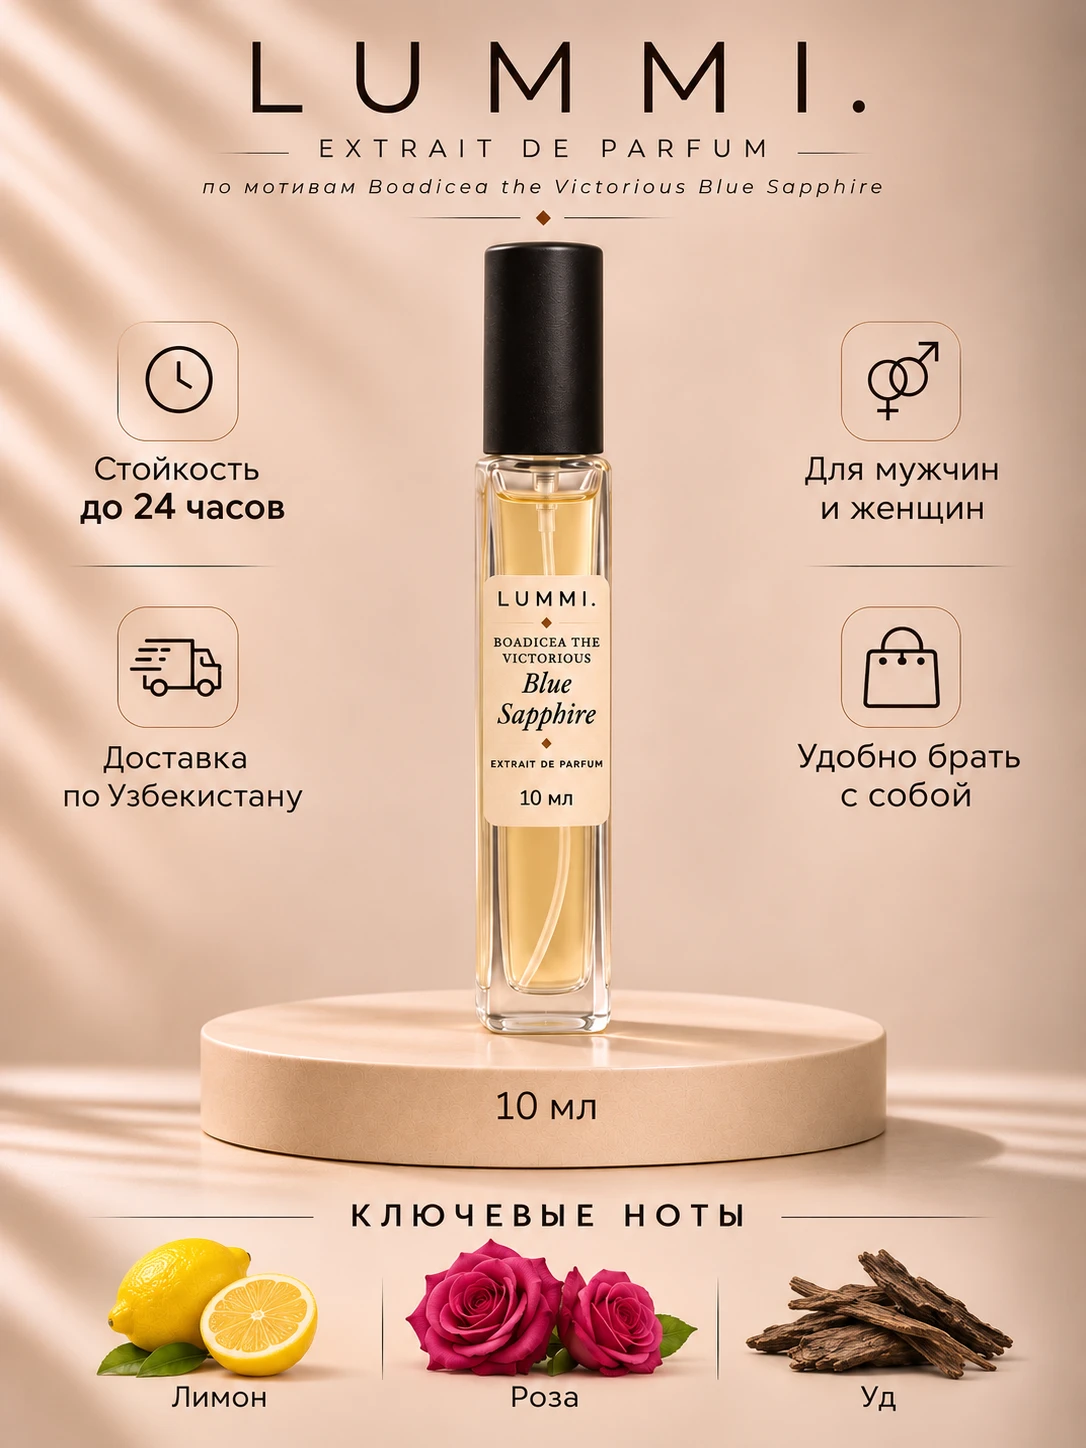 LUMMI.
EXTRAIT DE PARFUM
по мотивам Boadicea the Victorious Blue Sapphire
Стойкость
до 24 часов
Для мужчин
и женщин
Доставка
по Узбекистану
Удобно брать
с собой
LUMMI.
BOADICEA THE
VICTORIOUS
Blue
Sapphire
EXTRAIT DE PARFUM
10 мл
10 мл
КЛЮЧЕВЫЕ НОТЫ
Лимон
Роза
Уд